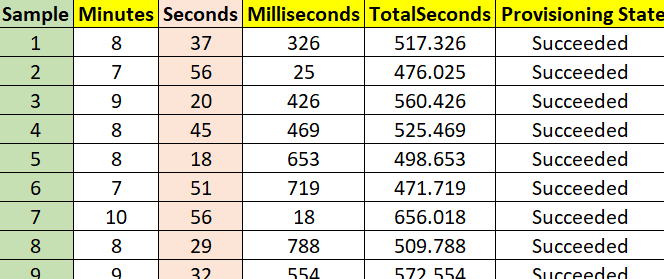 Sample Minutes Seconds Milliseconds TotalSeconds Provisioning State
1 8 37 326 517.326 Succeeded
2 7 56 25 476.025 Succeeded
3 9 20 426 560.426 Succeeded
4 8 45 469 525.469 Succeeded
5 8 18 653 498.653 Succeeded
6 7 51 719 471.719 Succeeded
7 10 56 18 656.018 Succeeded
8 8 29 788 509.788 Succeeded
9 9 32 554 572.554 Succeeded